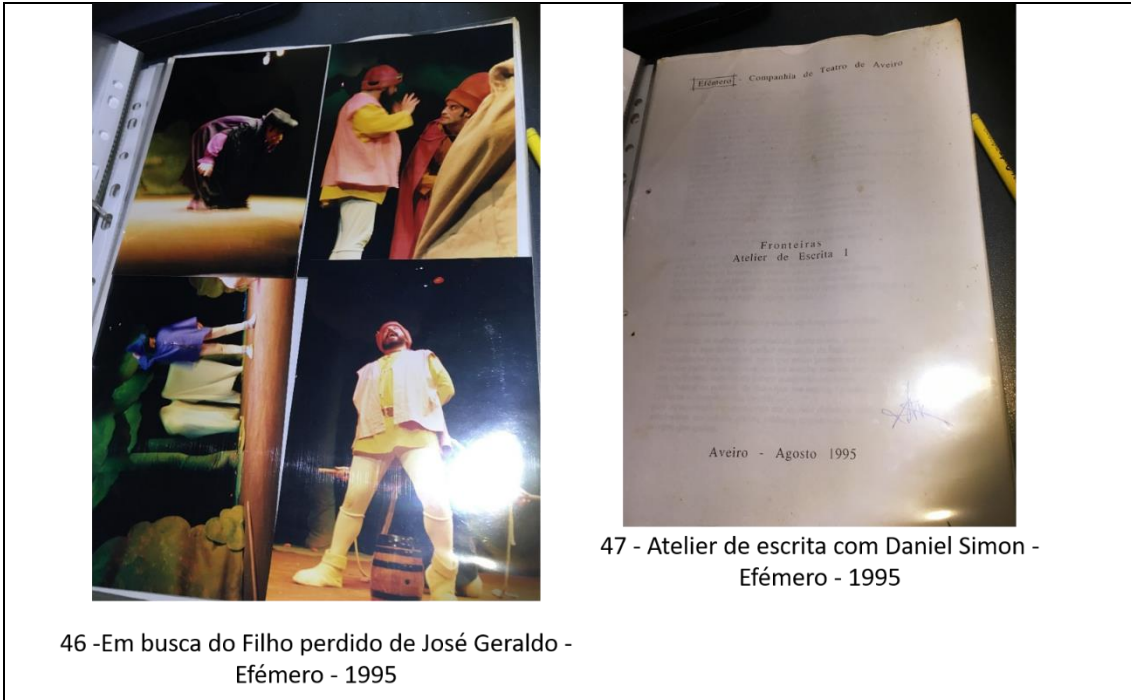 Efémero - Companhia de Teatro de Aveiro
Fronteiras
Atelier de Escrita I
Aveiro - Agosto 1995
47 - Atelier de escrita com Daniel Simon -
Efémero - 1995
46 -Em busca do Filho perdido de José Geraldo -
Efémero - 1995